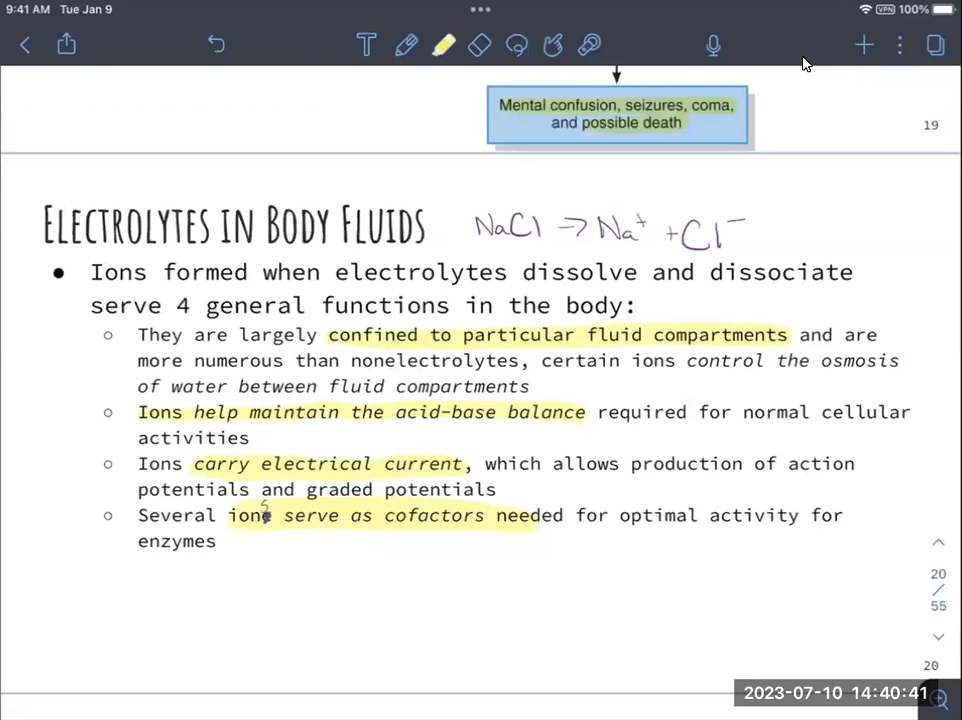 9:41 AM Tue Jan 9
VPN 100%
Mental confusion, seizures, coma,
and possible death
19
ELECTROLYTES IN BODY FLUIDS
NaCl → Na⁺ + Cl⁻
● Ions formed when electrolytes dissolve and dissociate
serve 4 general functions in the body:
○ They are largely confined to particular fluid compartments and are
more numerous than nonelectrolytes, certain ions control the osmosis
of water between fluid compartments
○ Ions help maintain the acid-base balance required for normal cellular
activities
○ Ions carry electrical current, which allows production of action
potentials and graded potentials
○ Several ions serve as cofactors needed for optimal activity for
enzymes
20
/
55
20
2023-07-10 14:40:41